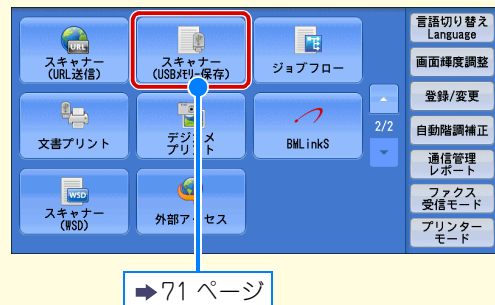 URL
スキャナー
(URL送信)
スキャナー
(USBﾒﾓﾘｰ保存)
ジョブフロー
文書プリント
デジ メ
プリ ト
BMLinkS
WSD
スキャナー
(WSD)
外部ア セス
2/2
言語切り替え
Language
画面輝度調整
登録/変更
自動階調補正
通信管理
レポート
ファクス
受信モード
プリンター
モード
➡71 ページ